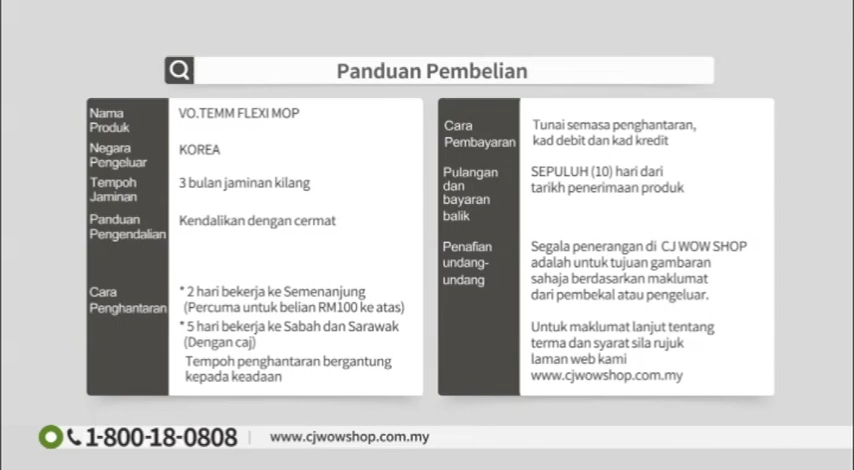 Panduan Pembelian
Nama
Produk
VO.TEMM FLEXI MOP
Negara
Pengeluar
KOREA
Tempoh
Jaminan
3 bulan jaminan kilang
Panduan
Pengendalian
Kendalikan dengan cermat
Cara
Penghantaran
* 2 hari bekerja ke Semenanjung
(Percuma untuk belian RM100 ke atas)
* 5 hari bekerja ke Sabah dan Sarawak
(Dengan caj)
Tempoh penghantaran bergantung
kepada keadaan
Cara
Pembayaran
Tunai semasa penghantaran,
kad debit dan kad kredit
Pulangan
dan
bayaran
balik
SEPULUH (10) hari dari
tarikh penerimaan produk
Penafian
undang-
undang
Segala penerangan di CJ WOW SHOP
adalah untuk tujuan gambaran
sahaja berdasarkan maklumat
dari pembekal atau pengeluar.
Untuk maklumat lanjut tentang
terma dan syarat sila rujuk
laman web kami
www.cjwowshop.com.my
1-800-18-0808
www.cjwowshop.com.my